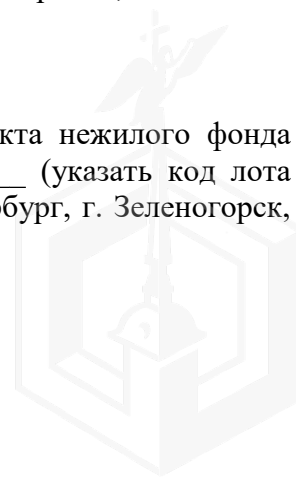 кта нежилого фонда
__ (указать код лота
бург, г. Зеленогорск,